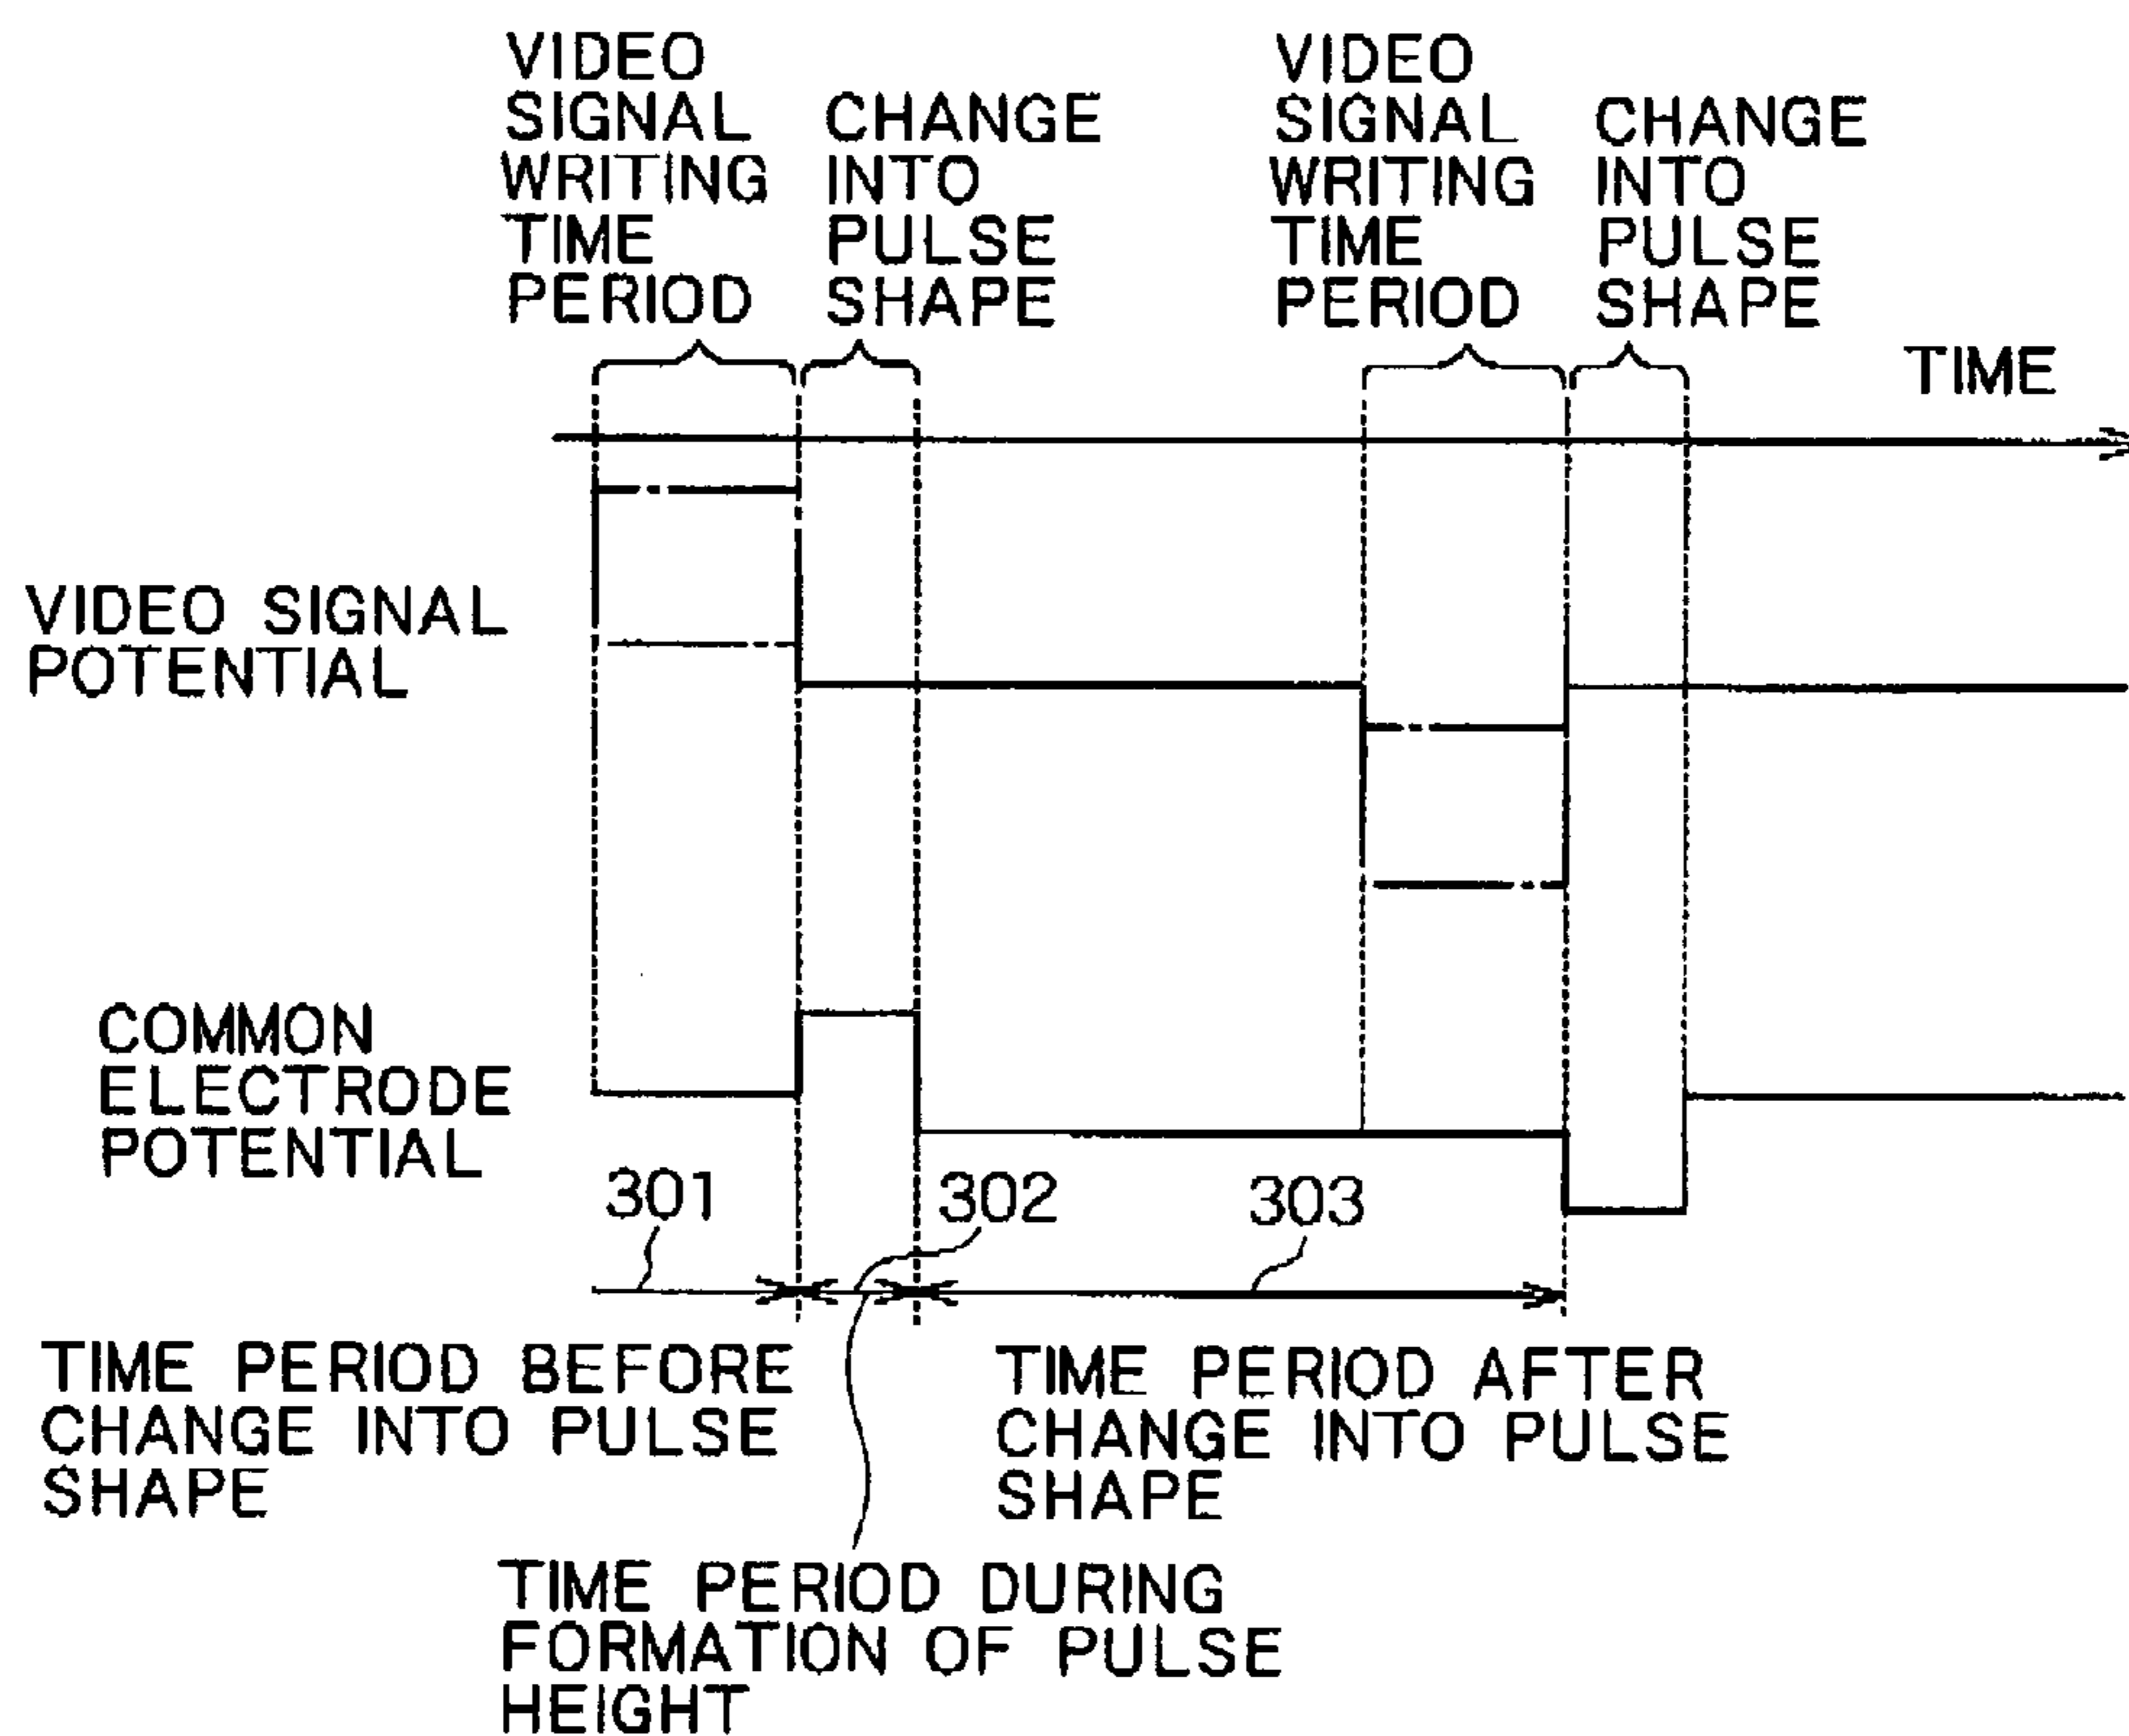 VIDEO
SIGNAL
WRITING
TIME
PERIOD
CHANGE
INTO
PULSE
SHAPE
VIDEO
SIGNAL
WRITING
TIME
PERIOD
CHANGE
INTO
PULSE
SHAPE
TIME
VIDEO SIGNAL
POTENTIAL
COMMON
ELECTRODE
POTENTIAL
301
302
303
TIME PERIOD BEFORE
CHANGE INTO PULSE
SHAPE
TIME PERIOD AFTER
CHANGE INTO PULSE
SHAPE
TIME PERIOD DURING
FORMATION OF PULSE
HEIGHT